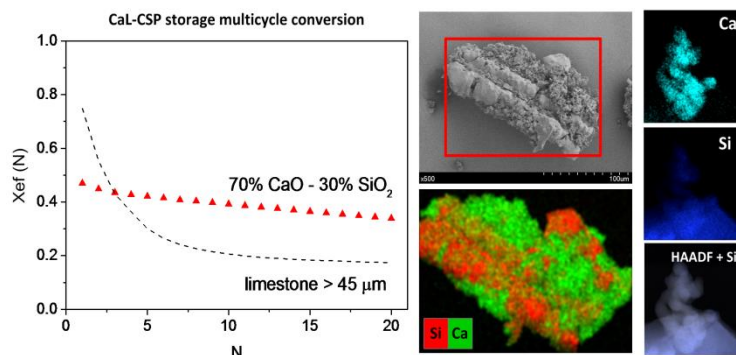 CaL-CSP storage multicycle conversion
Xef (N)
1.0
0.8
0.6
0.4
0.2
0.0
70% CaO - 30% SiO₂
limestone > 45 μm
0 5 10 15 20
N
x500 100um
Si Ca
Ca
Si
HAADF + Si